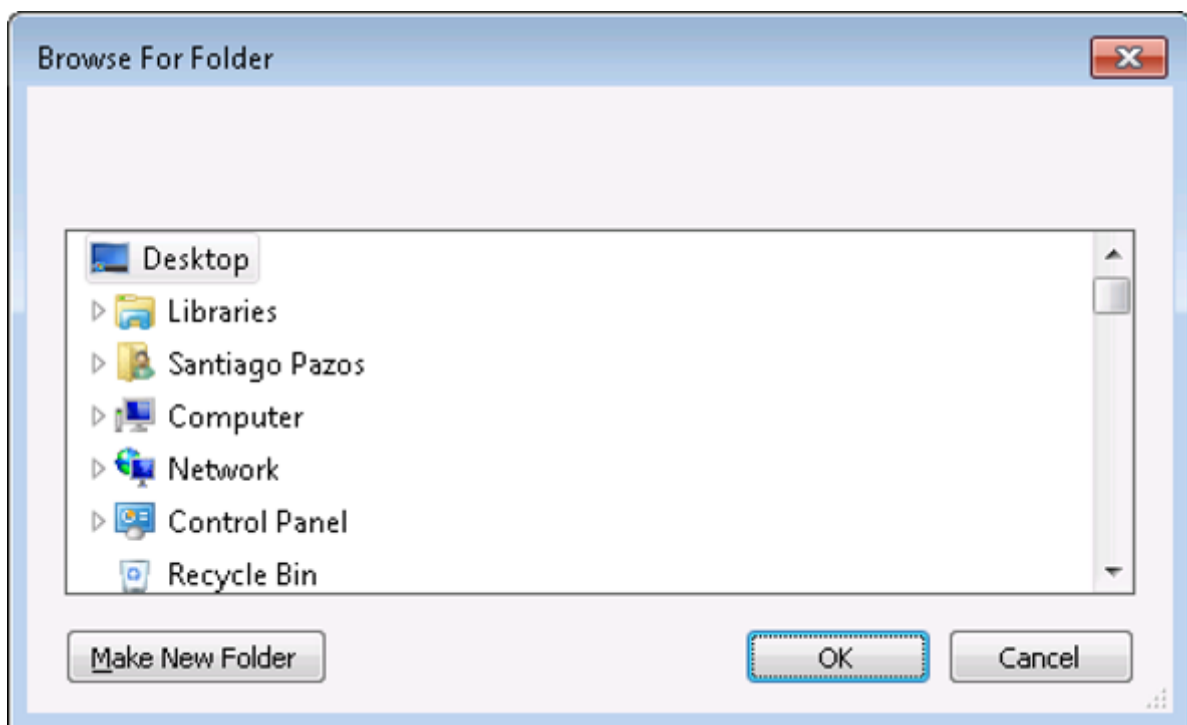 Browse For Folder
Desktop
Libraries
Santiago Pazos
Computer
Network
Control Panel
Recycle Bin
Make New Folder
OK
Cancel